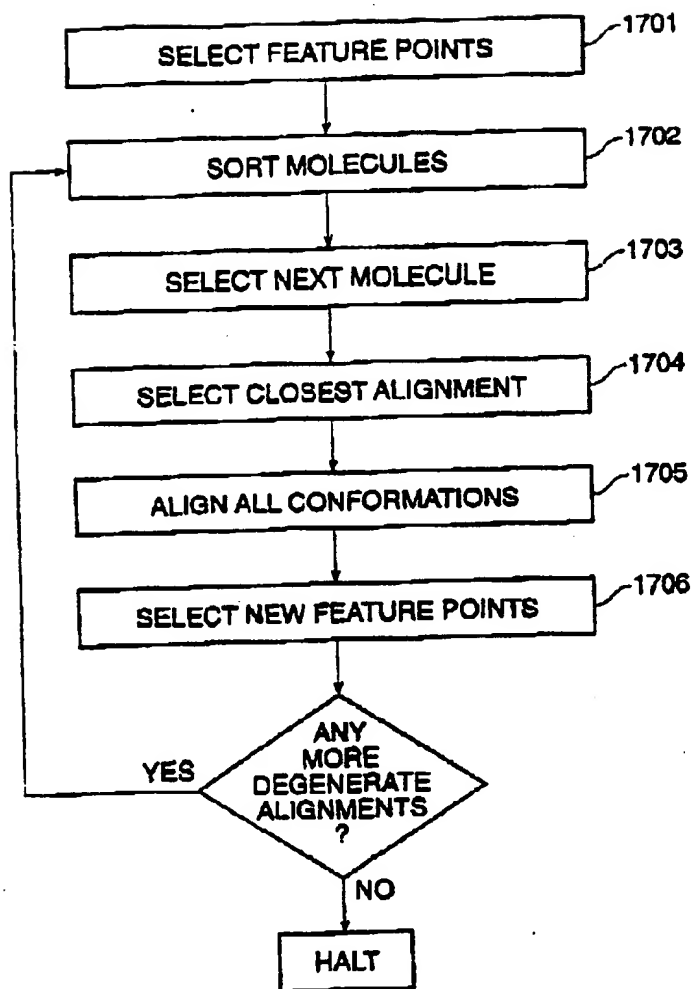 SELECT FEATURE POINTS
1701
SORT MOLECULES
1702
SELECT NEXT MOLECULE
1703
SELECT CLOSEST ALIGNMENT
1704
ALIGN ALL CONFORMATIONS
1705
SELECT NEW FEATURE POINTS
1706
ANY
MORE
DEGENERATE
ALIGNMENTS
?
YES
NO
HALT